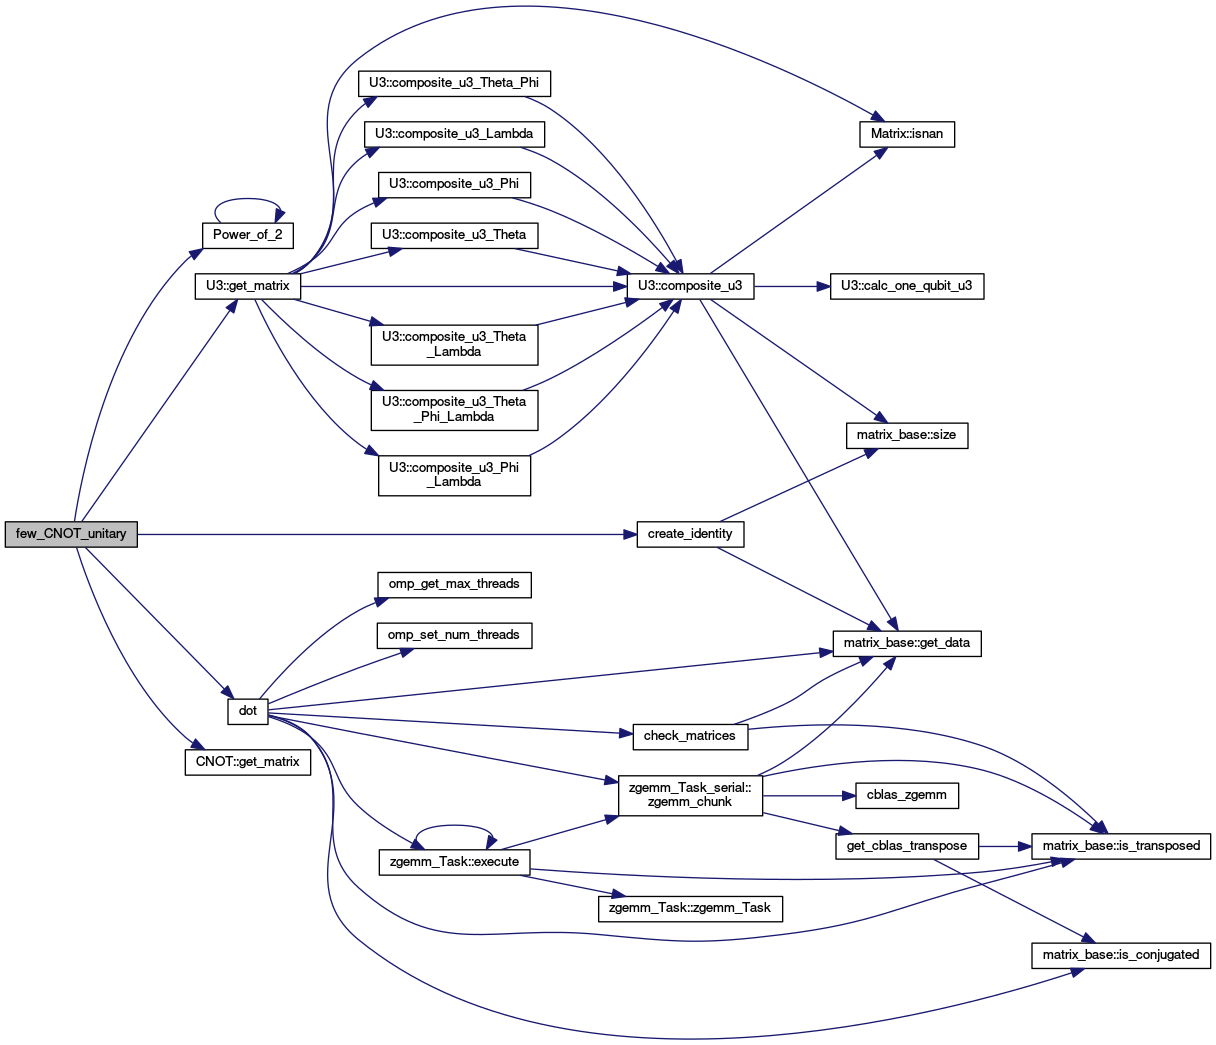 U3::composite_u3_Theta_Phi
U3::composite_u3_Lambda
Matrix::isnan
U3::composite_u3_Phi
Power_of_2
U3::composite_u3_Theta
U3::get_matrix
U3::composite_u3
U3::calc_one_qubit_u3
U3::composite_u3_Theta
_Lambda
U3::composite_u3_Theta
_Phi_Lambda
matrix_base::size
U3::composite_u3_Phi
_Lambda
few_CNOT_unitary
create_identity
omp_get_max_threads
omp_set_num_threads
matrix_base::get_data
dot
check_matrices
CNOT::get_matrix
zgemm_Task_serial::
zgemm_chunk
cblas_zgemm
get_cblas_transpose
matrix_base::is_transposed
zgemm_Task::execute
zgemm_Task::zgemm_Task
matrix_base::is_conjugated